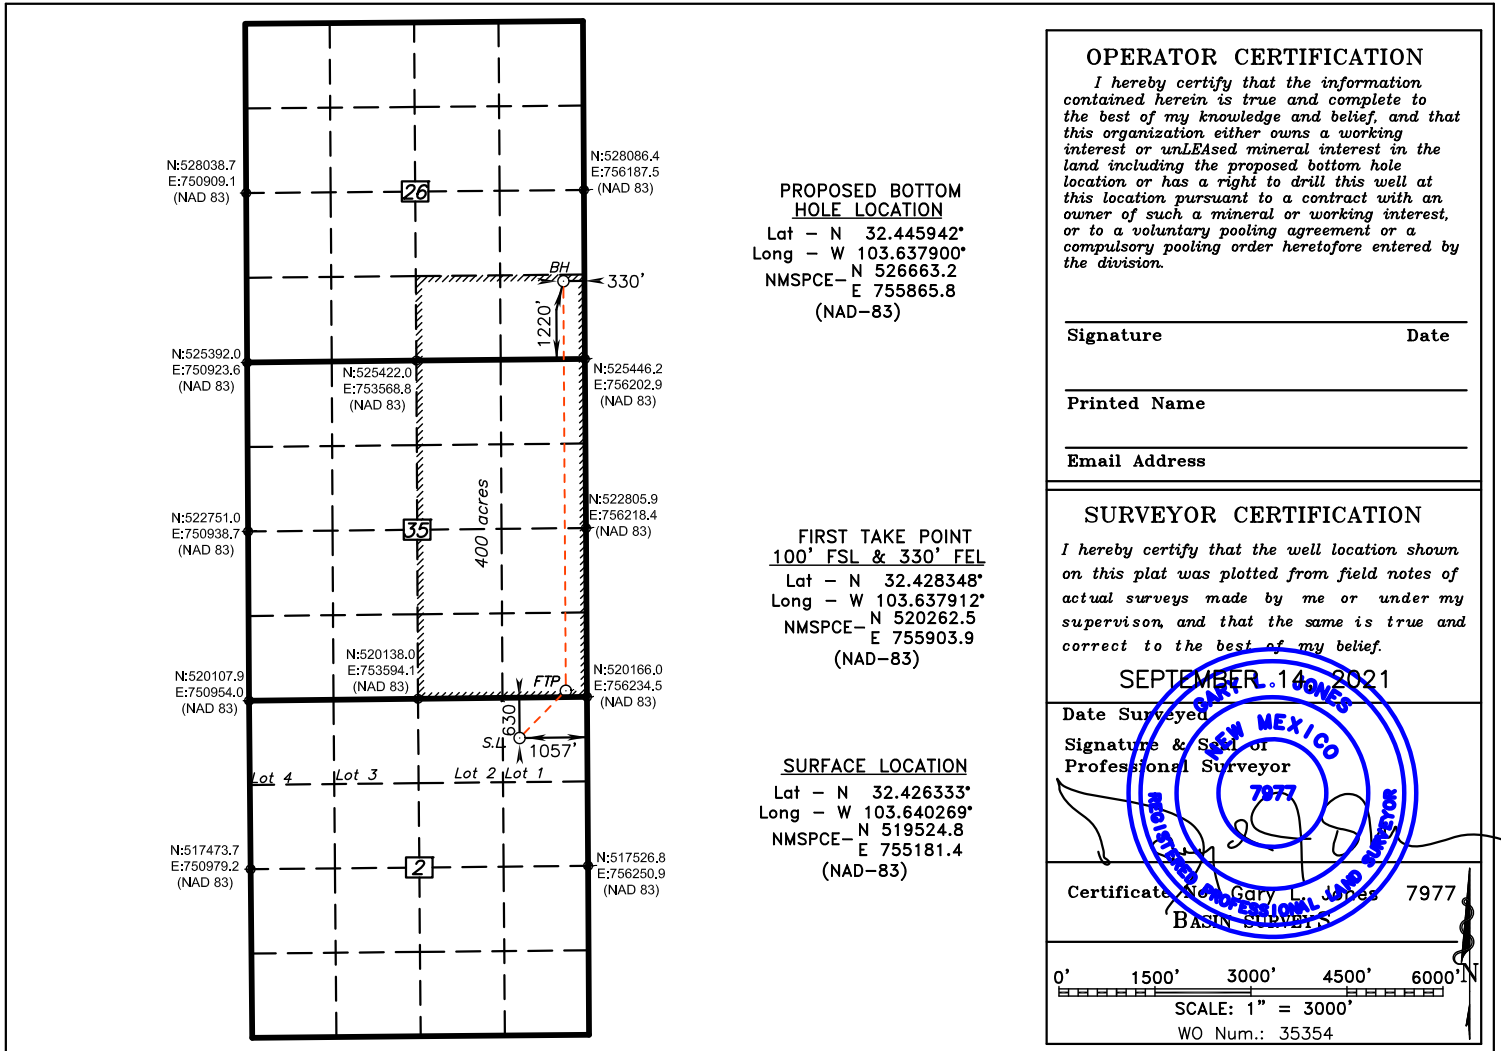 N:528038.7
E:750909.1
(NAD 83)
N:528086.4
E:756187.5
(NAD 83)
26
BH
330'
1220'
N:525392.0
E:750923.6
(NAD 83)
N:525422.0
E:753568.8
(NAD 83)
N:525446.2
E:756202.9
(NAD 83)
400 acres
N:522751.0
E:750938.7
(NAD 83)
35
N:522805.9
E:756218.4
(NAD 83)
N:520107.9
E:750954.0
(NAD 83)
N:520138.0
E:753594.1
(NAD 83)
FTP
N:520166.0
E:756234.5
(NAD 83)
630'
S.L.
1057'
Lot 4 Lot 3 Lot 2 Lot 1
N:517473.7
E:750979.2
(NAD 83)
2
N:517526.8
E:756250.9
(NAD 83)
PROPOSED BOTTOM
HOLE LOCATION
Lat - N 32.445942°
Long - W 103.637900°
NMSPCE- N 526663.2
E 755865.8
(NAD-83)
FIRST TAKE POINT
100' FSL & 330' FEL
Lat - N 32.428348°
Long - W 103.637912°
NMSPCE- N 520262.5
E 755903.9
(NAD-83)
SURFACE LOCATION
Lat - N 32.426333°
Long - W 103.640269°
NMSPCE- N 519524.8
E 755181.4
(NAD-83)
OPERATOR CERTIFICATION
I hereby certify that the information
contained herein is true and complete to
the best of my knowledge and belief, and that
this organization either owns a working
interest or unLEAsed mineral interest in the
land including the proposed bottom hole
location or has a right to drill this well at
this location pursuant to a contract with an
owner of such a mineral or working interest,
or to a voluntary pooling agreement or a
compulsory pooling order heretofore entered by
the division.
Signature Date
Printed Name
Email Address
SURVEYOR CERTIFICATION
I hereby certify that the well location shown
on this plat was plotted from field notes of
actual surveys made by me or under my
supervison, and that the same is true and
correct to the best of my belief.
SEPTEMBER 14, 2021
Date Surveyed
Signature & Seal of
Professional Surveyor
GARY L. JONES
NEW MEXICO
7977
REGISTERED PROFESSIONAL LAND SURVEYOR
Certificate No. Gary L. Jones 7977
BASIN SURVEYS
0' 1500' 3000' 4500' 6000'
N
SCALE: 1" = 3000'
WO Num.: 35354